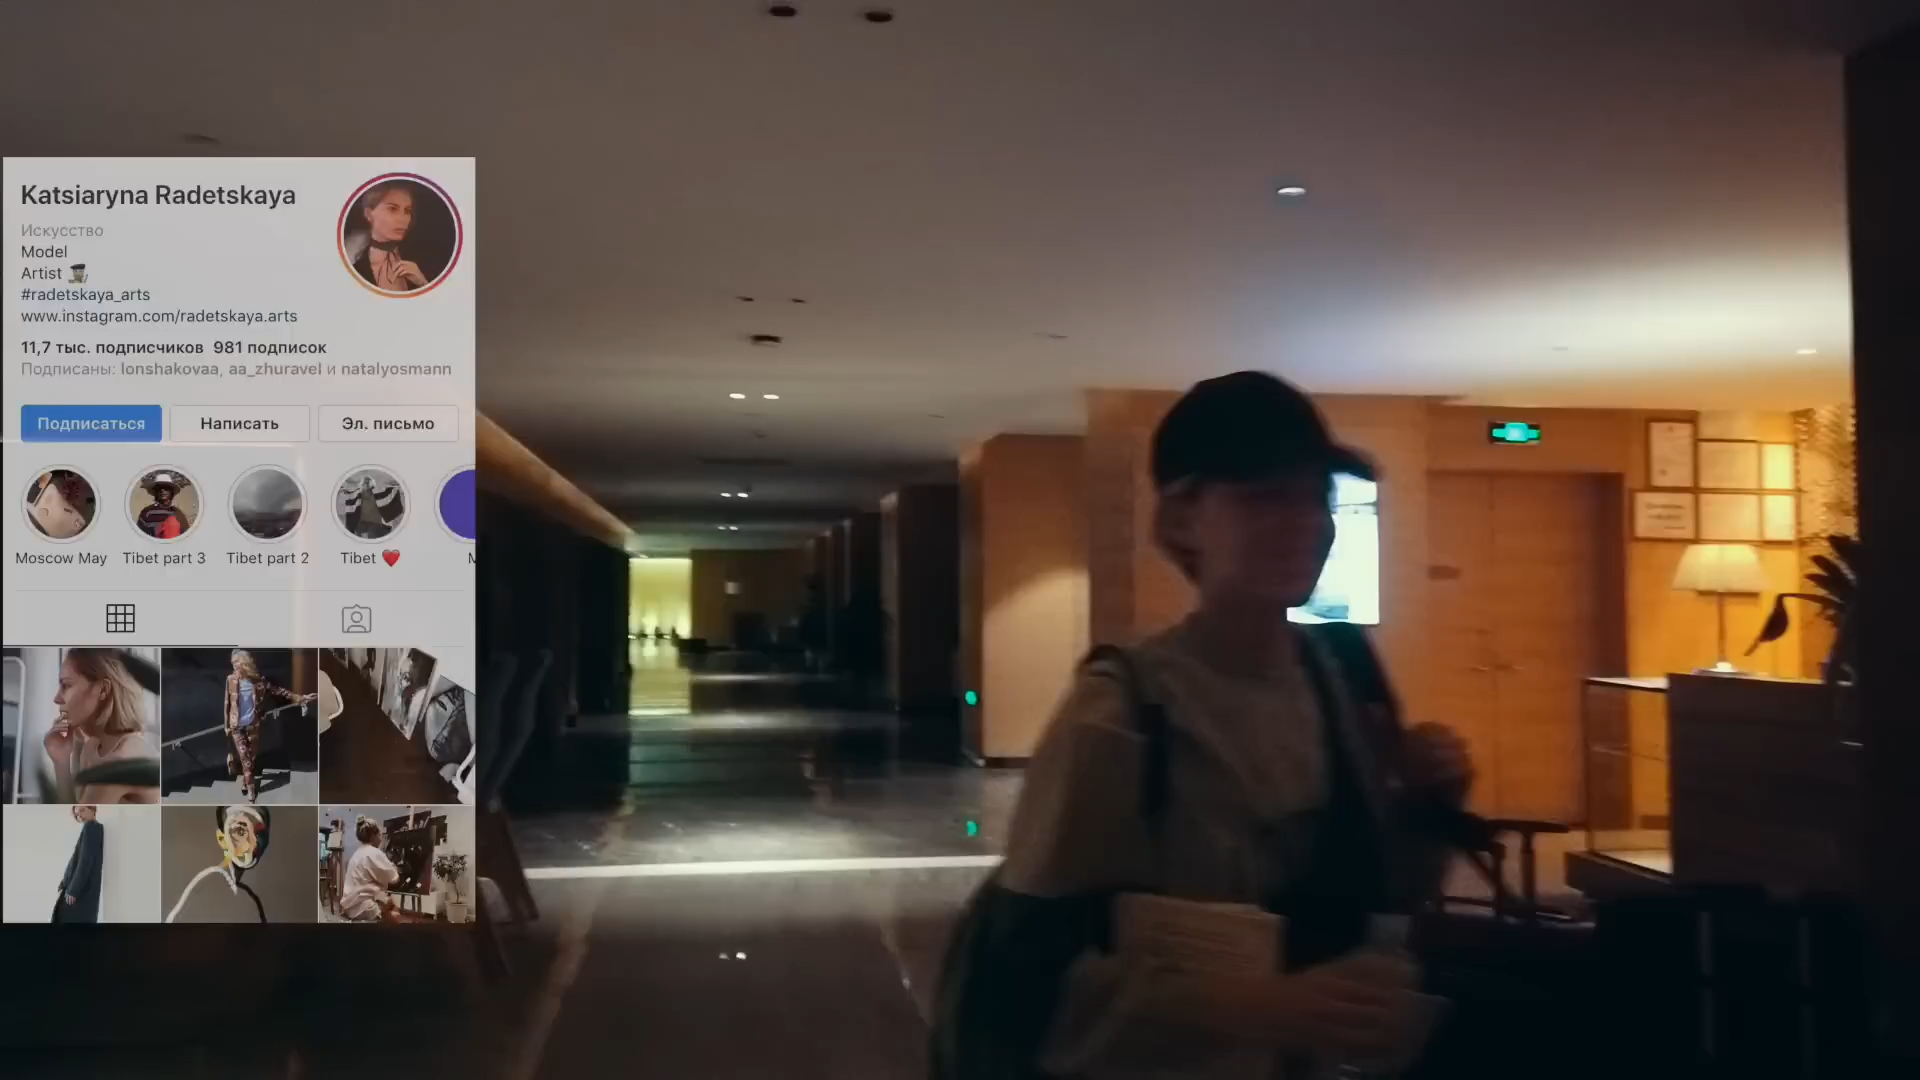 Katsiaryna Radetskaya
Искусство
Model
Artist
#radetskaya_arts
www.instagram.com/radetskaya.arts
11,7 тыс. подписчиков 981 подписок
Подписаны: lonshakovaa, aa_zhuravel и natalyosmann
Подписаться Написать Эл. письмо
Moscow May Tibet part 3 Tibet part 2 Tibet M